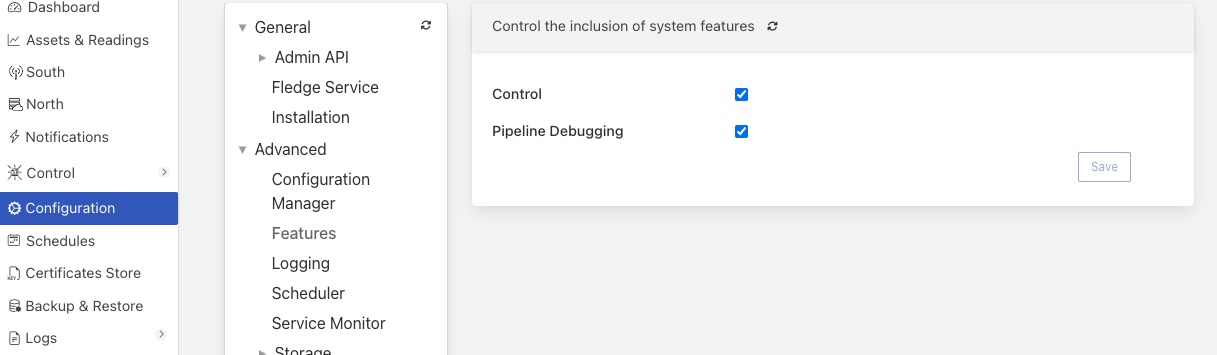 Dashboard
Assets & Readings
South
North
Notifications
Control
Configuration
Schedules
Certificates Store
Backup & Restore
Logs
General
Admin API
Fledge Service
Installation
Advanced
Configuration
Manager
Features
Logging
Scheduler
Service Monitor
Storage
Control the inclusion of system features
Control
Pipeline Debugging
Save